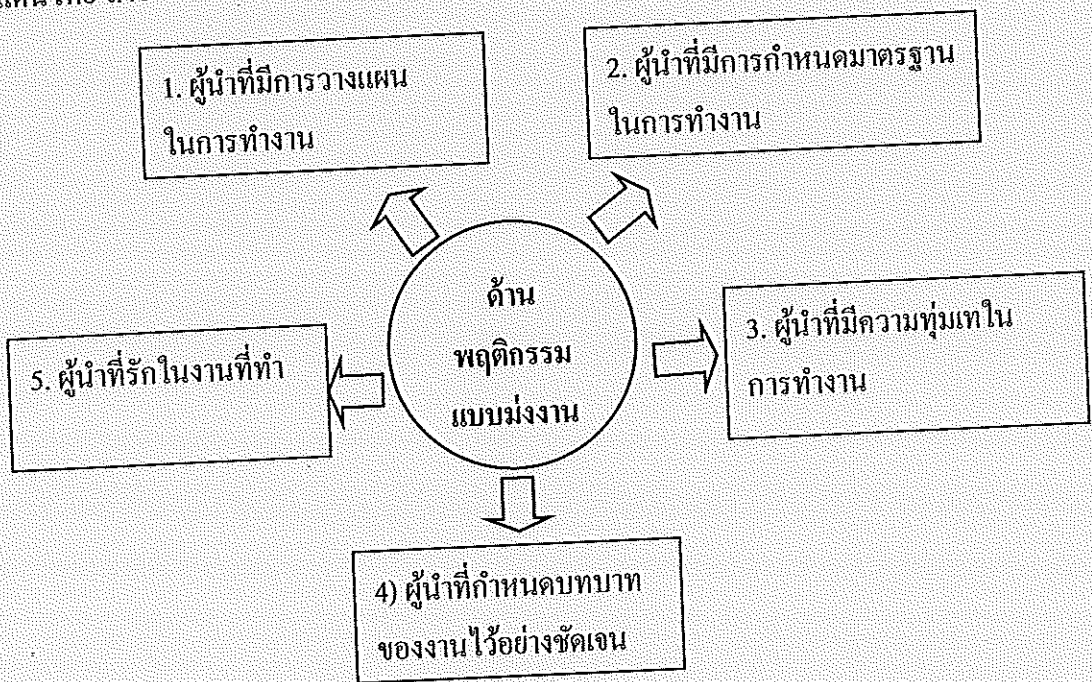 1. ผู้นำที่มีการวางแผน
ในการทำงาน
2. ผู้นำที่มีการกำหนดมาตรฐาน
ในการทำงาน
ด้าน
พฤติกรรม
แบบม่งงาน
3. ผู้นำที่มีความทุ่มเทใน
การทำงาน
5. ผู้นำที่รักในงานที่ทำ
4) ผู้นำที่กำหนดบทบาท
ของงานไว้อย่างชัดเจน